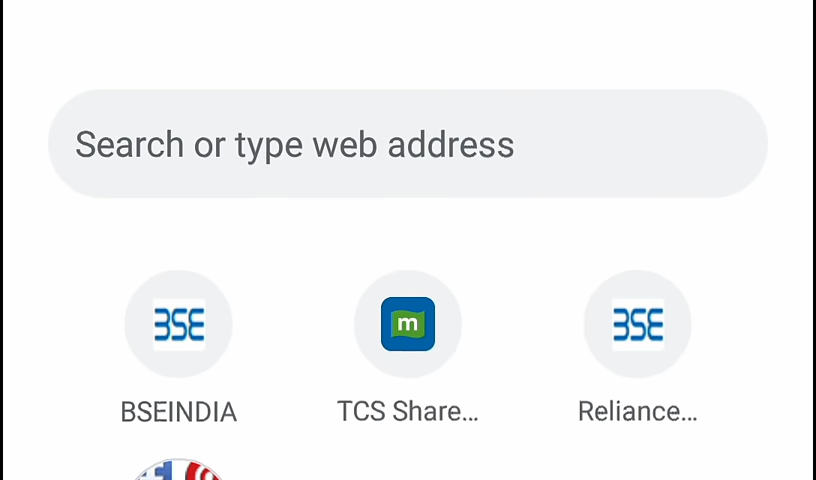 Search or type web address
BSE
m
BSE
BSEINDIA
TCS Share...
Reliance...